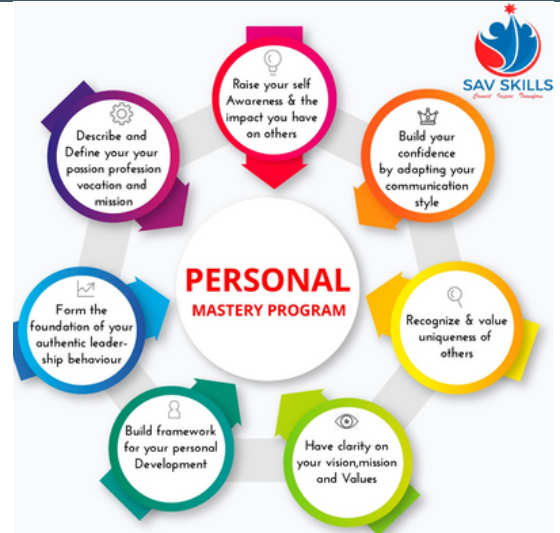 SAV SKILLS
Connect Inspire Transform
Raise your self
Awareness & the
impact you have
on others
Build your
confidence
by adapting your
communication
style
Recognize & value
uniqueness of
others
Have clarity on
your vision,mission
and Values
Build framework
for your personal
Development
Form the
foundation of your
authentic leader-
ship behaviour
Describe and
Define your your
passion profession
vocation and
mission
PERSONAL
MASTERY PROGRAM